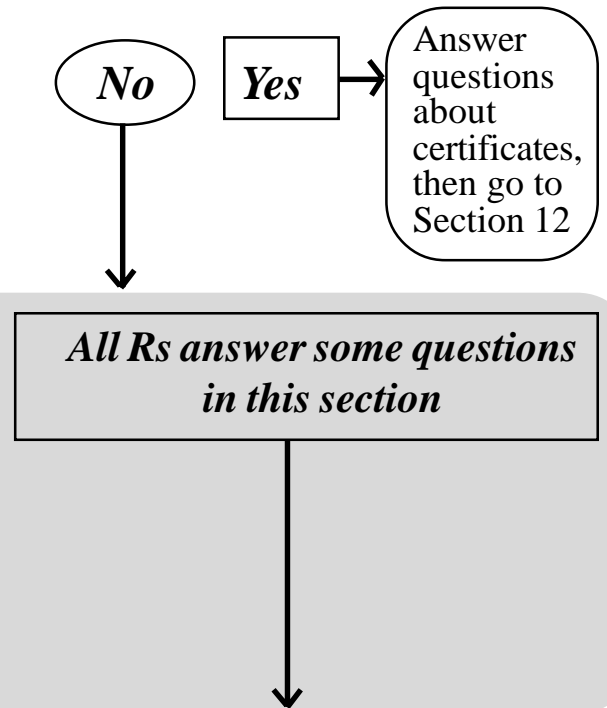 No
Yes
Answer
questions
about
certificates,
then go to
Section 12
All Rs answer some questions
in this section